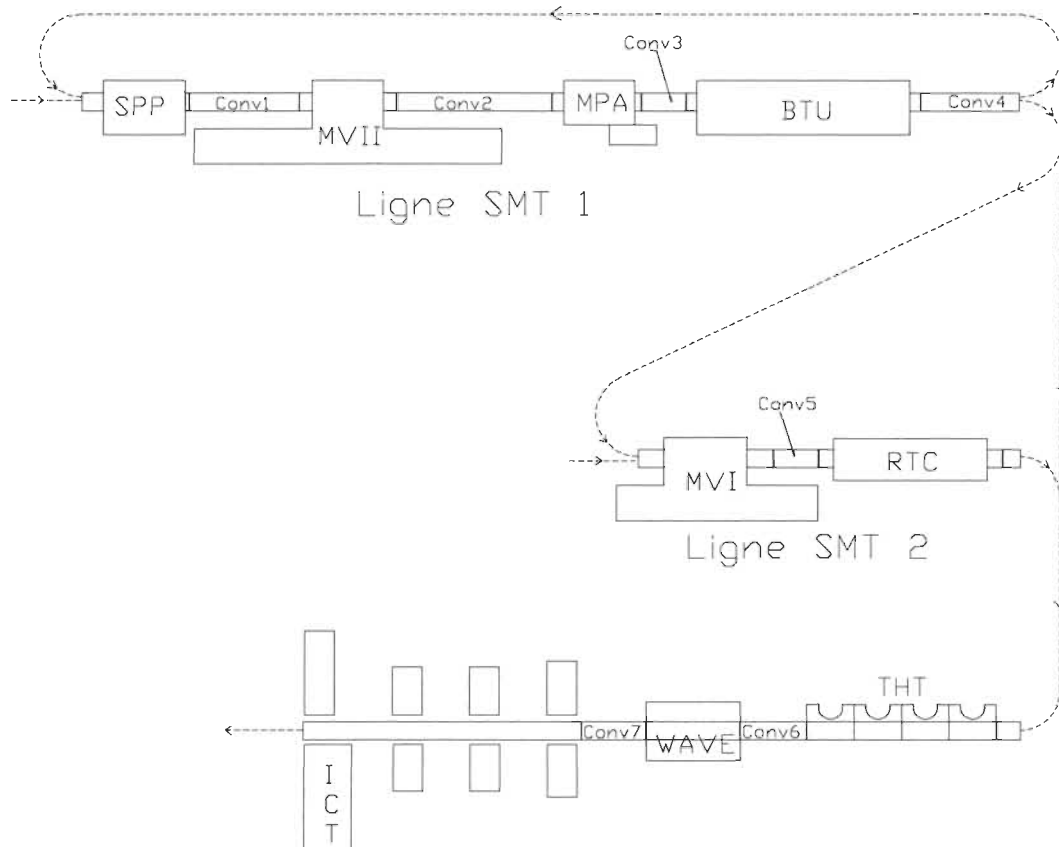 Conv3
SPP
Conv1
MVII
Conv2
MPA
BTU
Conv4
Ligne SMT 1
Conv5
MVI
RTC
Ligne SMT 2
THT
Conv7
WAVE
Conv6
ICT